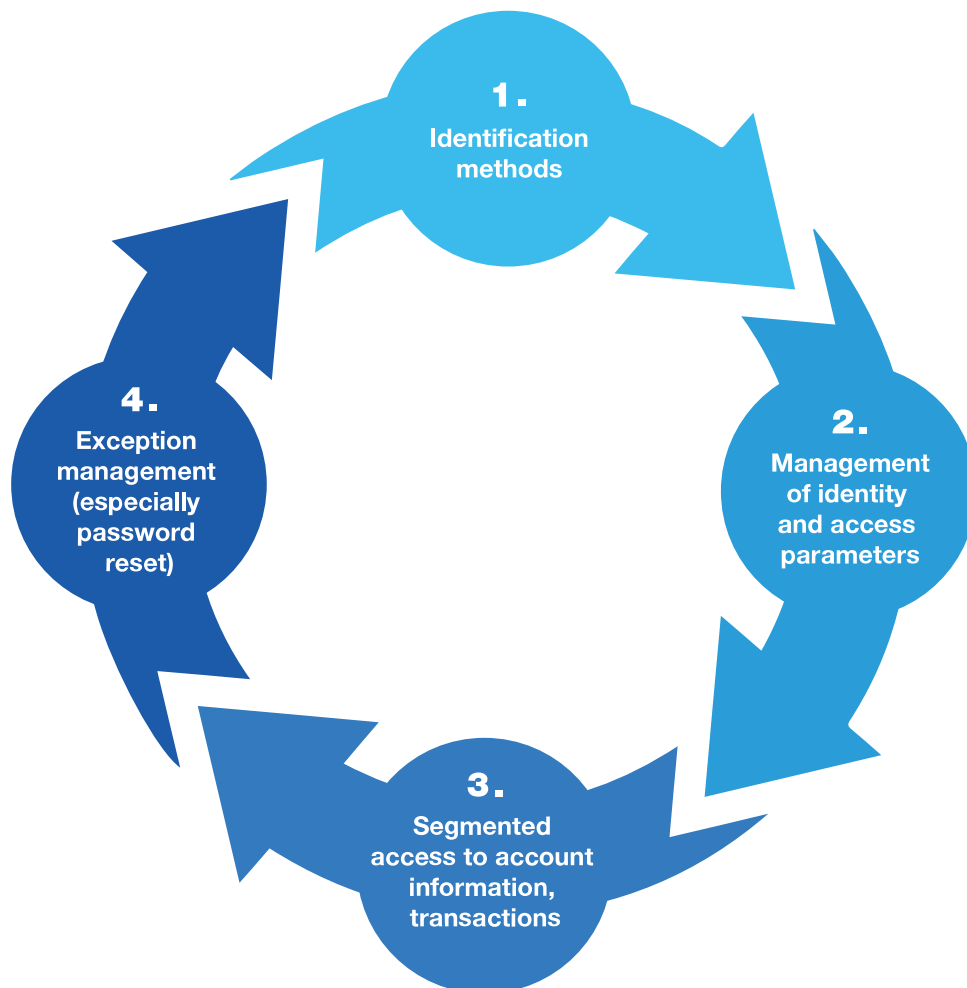 1.
Identification
methods
2.
Management
of identity
and access
parameters
3.
Segmented
access to account
information,
transactions
4.
Exception
management
(especially
password
reset)